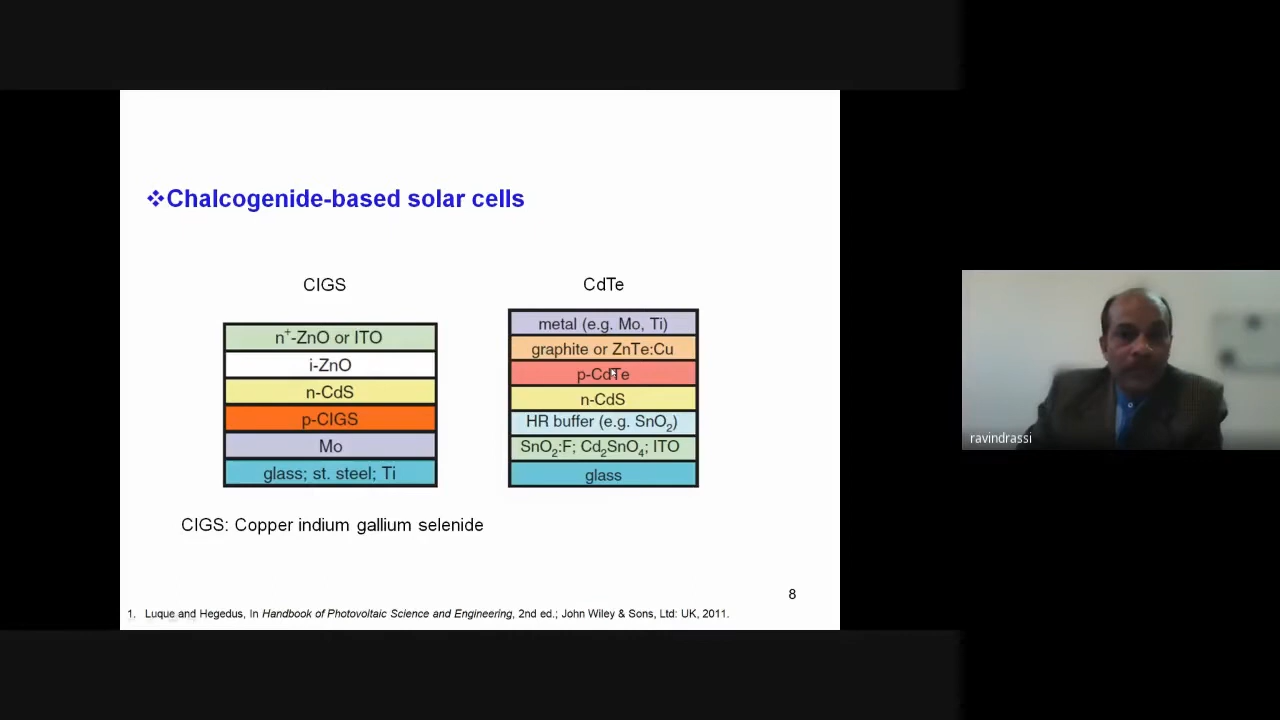 ❖Chalcogenide-based solar cells
CIGS
n⁺-ZnO or ITO
i-ZnO
n-CdS
p-CIGS
Mo
glass; st. steel; Ti
CdTe
metal (e.g. Mo, Ti)
graphite or ZnTe:Cu
p-CdTe
n-CdS
HR buffer (e.g. SnO₂)
SnO₂:F; Cd₂SnO₄; ITO
glass
CIGS: Copper indium gallium selenide
8
1. Luque and Hegedus, In Handbook of Photovoltaic Science and Engineering, 2nd ed.; John Wiley & Sons, Ltd: UK, 2011.
ravindrassi